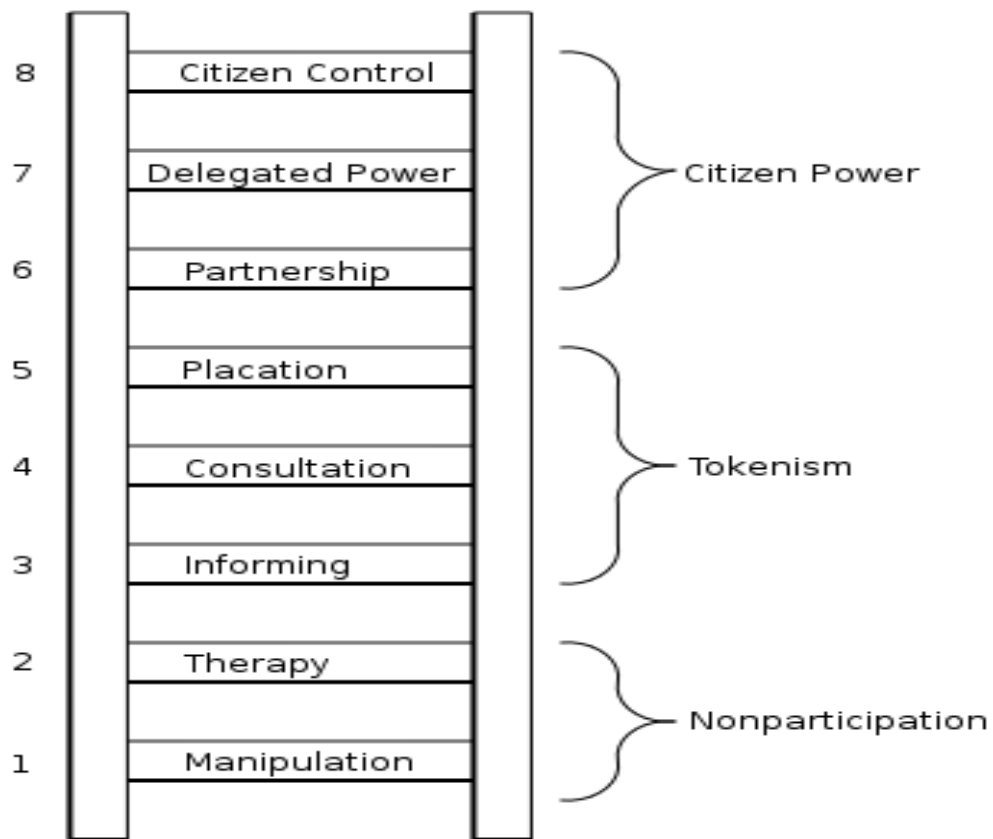 8 Citizen Control
7 Delegated Power
Citizen Power
6 Partnership
5 Placation
4 Consultation
Tokenism
3 Informing
2 Therapy
Nonparticipation
1 Manipulation